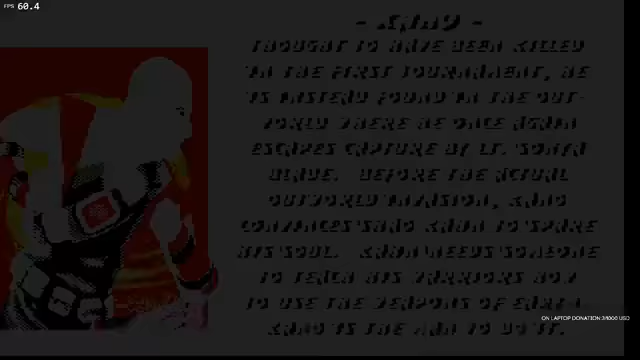 FPS 60.4
- KANO -
THOUGHT TO HAVE BEEN KILLED
IN THE FIRST TOURNAMENT, HE
IS INSTEAD FOUND IN THE OUT-
WORLD WHERE HE ONCE AGAIN
ESCAPES CAPTURE BY LT. SONYA
BLADE. BEFORE THE ACTUAL
OUTWORLD INVASION, KANO
CONVINCES SHAO KAHN TO SPARE
HIS SOUL. KAHN NEEDS SOMEONE
TO TEACH HIS WARRIORS HOW
TO USE THE WEAPONS OF EARTH.
KANO IS THE MAN TO DO IT.
ON LAPTOP DONATION: